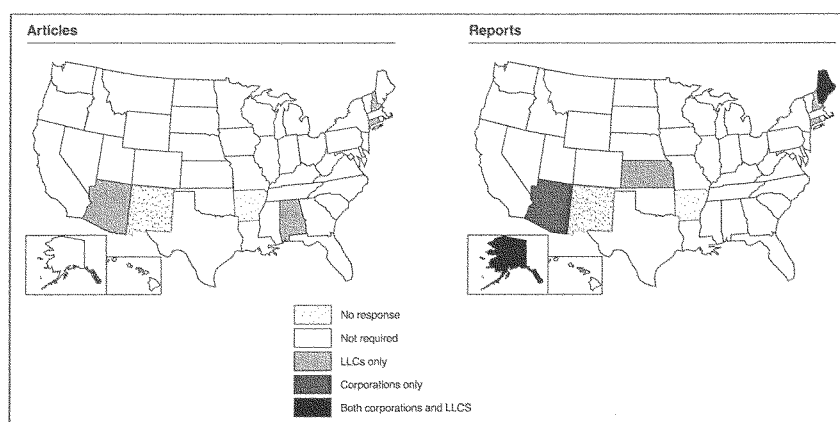 Articles
Reports
No response
Not required
LLCs only
Corporations only
Both corporations and LLCS